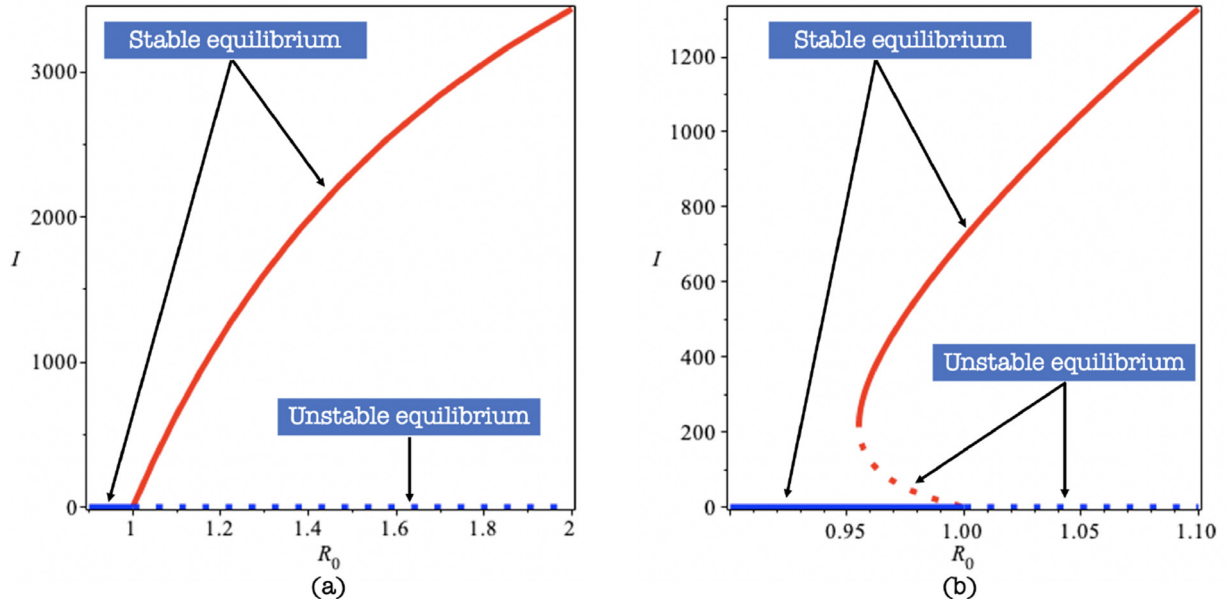 Stable equilibrium
3000
2000
I
1000
Unstable equilibrium
0
1 1.2 1.4 1.6 1.8 2
R0
(a)
Stable equilibrium
1200
1000
800
I
600
400
Unstable equilibrium
200
0
0.95 1.00 1.05 1.10
R0
(b)